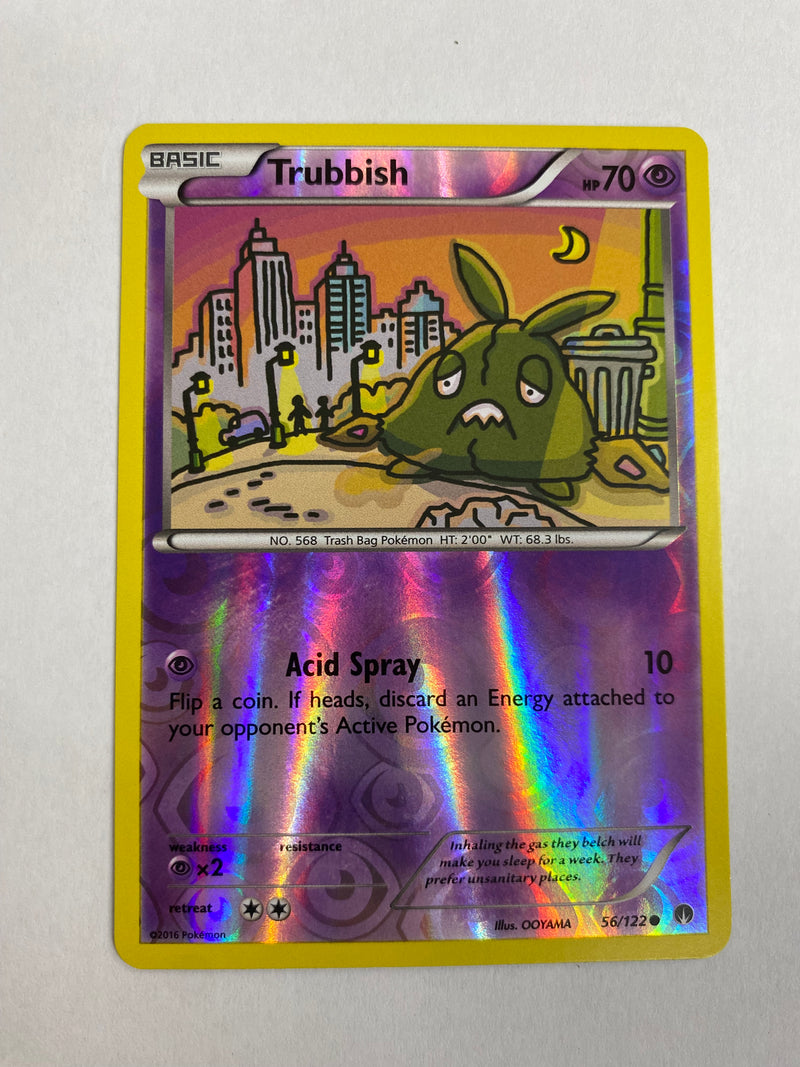 BASIC Trubbish HP 70
NO. 568 Trash Bag Pokémon HT: 2'00" WT: 68.3 lbs.
Acid Spray 10
Flip a coin. If heads, discard an Energy attached to
your opponent's Active Pokémon.
weakness resistance
×2
retreat
Inhaling the gas they belch will
make you sleep for a week. They
prefer unsanitary places.
Illus. OOYAMA 56/122
©2016 Pokémon